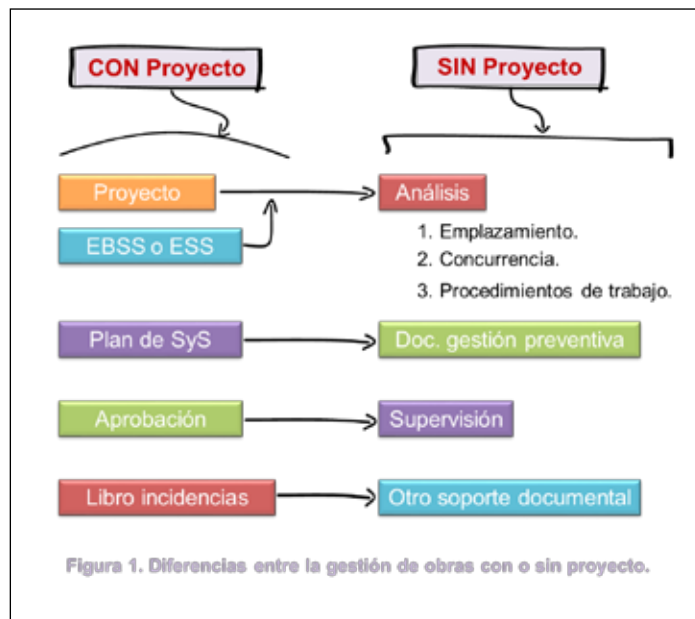 CON Proyecto
SIN Proyecto
Proyecto
Análisis
EBSS o ESS
1. Emplazamiento.
2. Concurrencia.
3. Procedimientos de trabajo.
Plan de SyS
Doc. gestión preventiva
Aprobación
Supervisión
Libro incidencias
Otro soporte documental
Figura 1. Diferencias entre la gestión de obras con o sin proyecto.